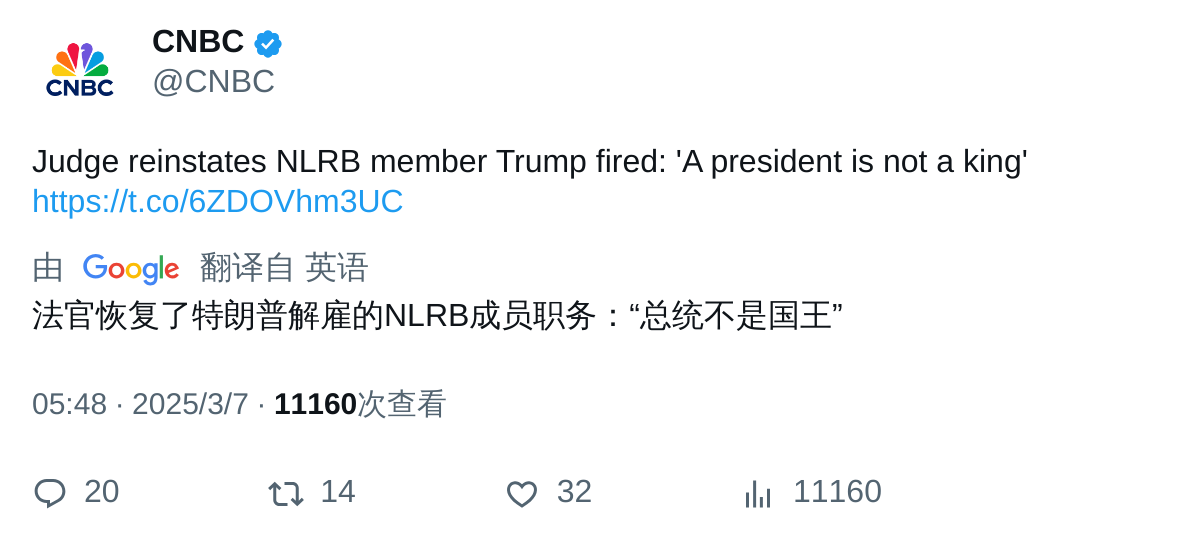 CNBC
CNBC
@CNBC
Judge reinstates NLRB member Trump fired: 'A president is not a king'
https://t.co/6ZDOVhm3UC
由 Google 翻译自 英语
法官恢复了特朗普解雇的NLRB成员职务：“总统不是国王”
05:48 · 2025/3/7 · 11160次查看
20 14 32 11160